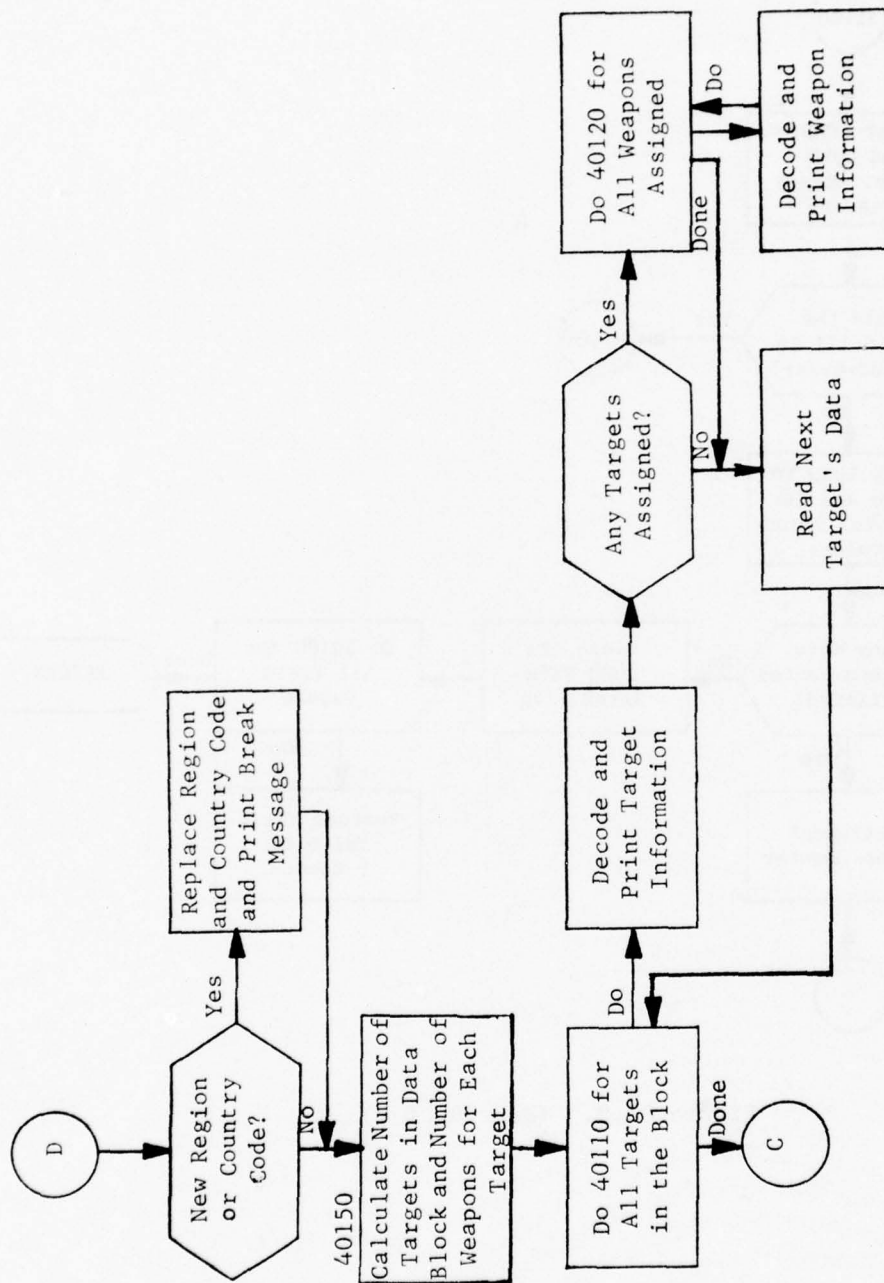 D
New Region
or Country
Code?
Yes
Replace Region
and Country Code
and Print Break
Message
No
40150
Calculate Number of
Targets in Data
Block and Number of
Weapons for Each
Target
Do 40110 for
All Targets
in the Block
Do
Done
C
Decode and
Print Target
Information
Any Targets
Assigned?
Yes
No
Do 40120 for
All Weapons
Assigned
Done
Do
Decode and
Print Weapon
Information
Read Next
Target's Data